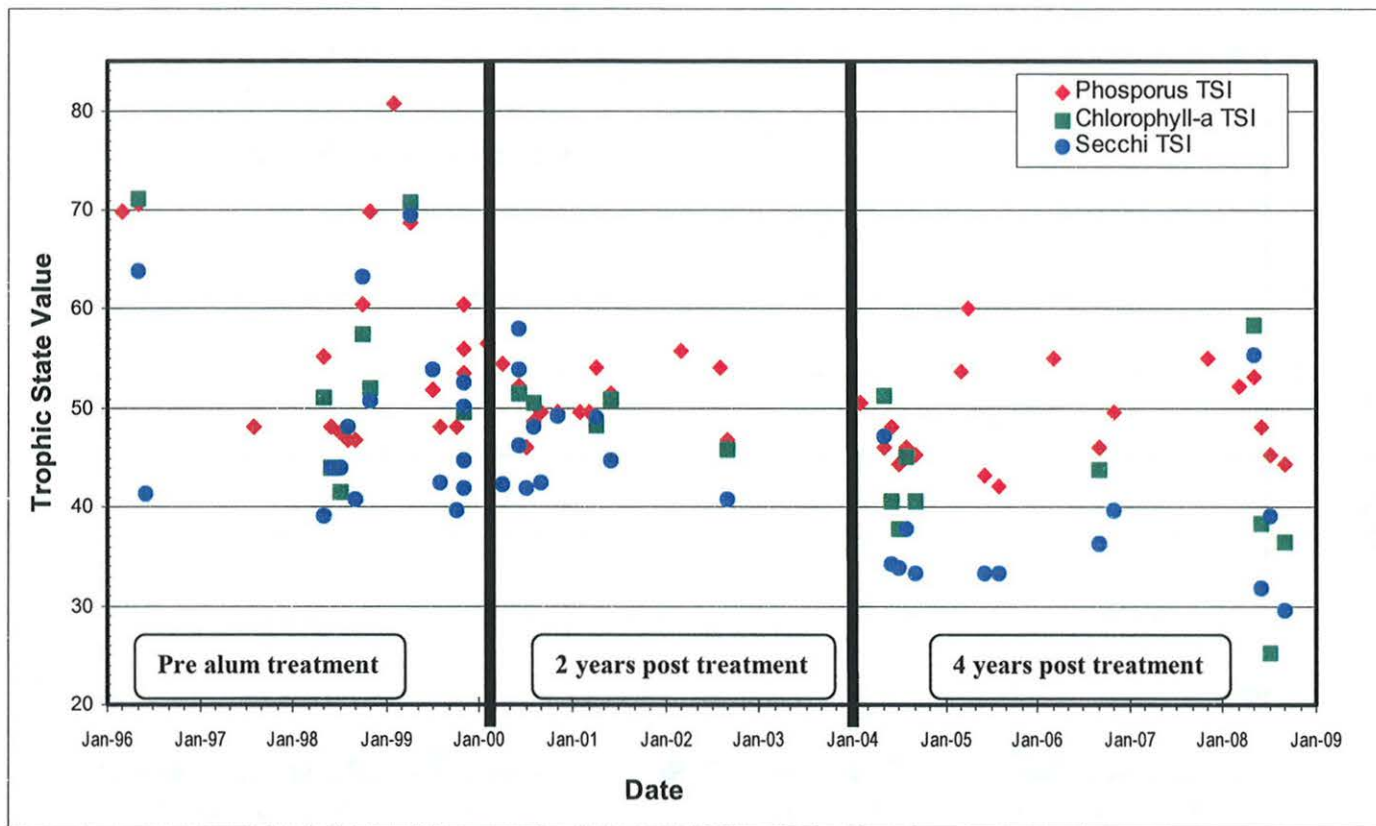 Phosporus TSI
Chlorophyll-a TSI
Secchi TSI
Trophic State Value
80
70
60
50
40
30
20
Pre alum treatment
2 years post treatment
4 years post treatment
Jan-96 Jan-97 Jan-98 Jan-99 Jan-00 Jan-01 Jan-02 Jan-03 Jan-04 Jan-05 Jan-06 Jan-07 Jan-08 Jan-09
Date